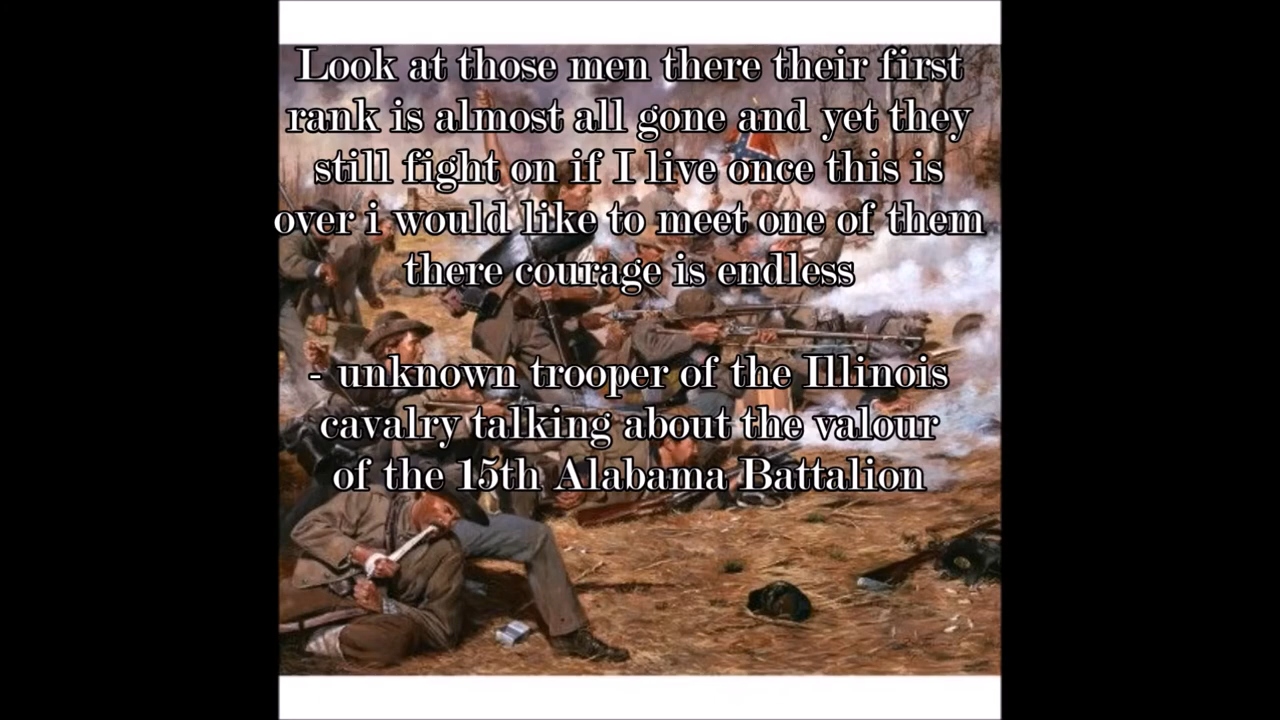 Look at those men there their first
rank is almost all gone and yet they
still fight on if I live once this is
over i would like to meet one of them
there courage is endless
- unknown trooper of the Illinois
cavalry talking about the valour
of the 15th Alabama Battalion